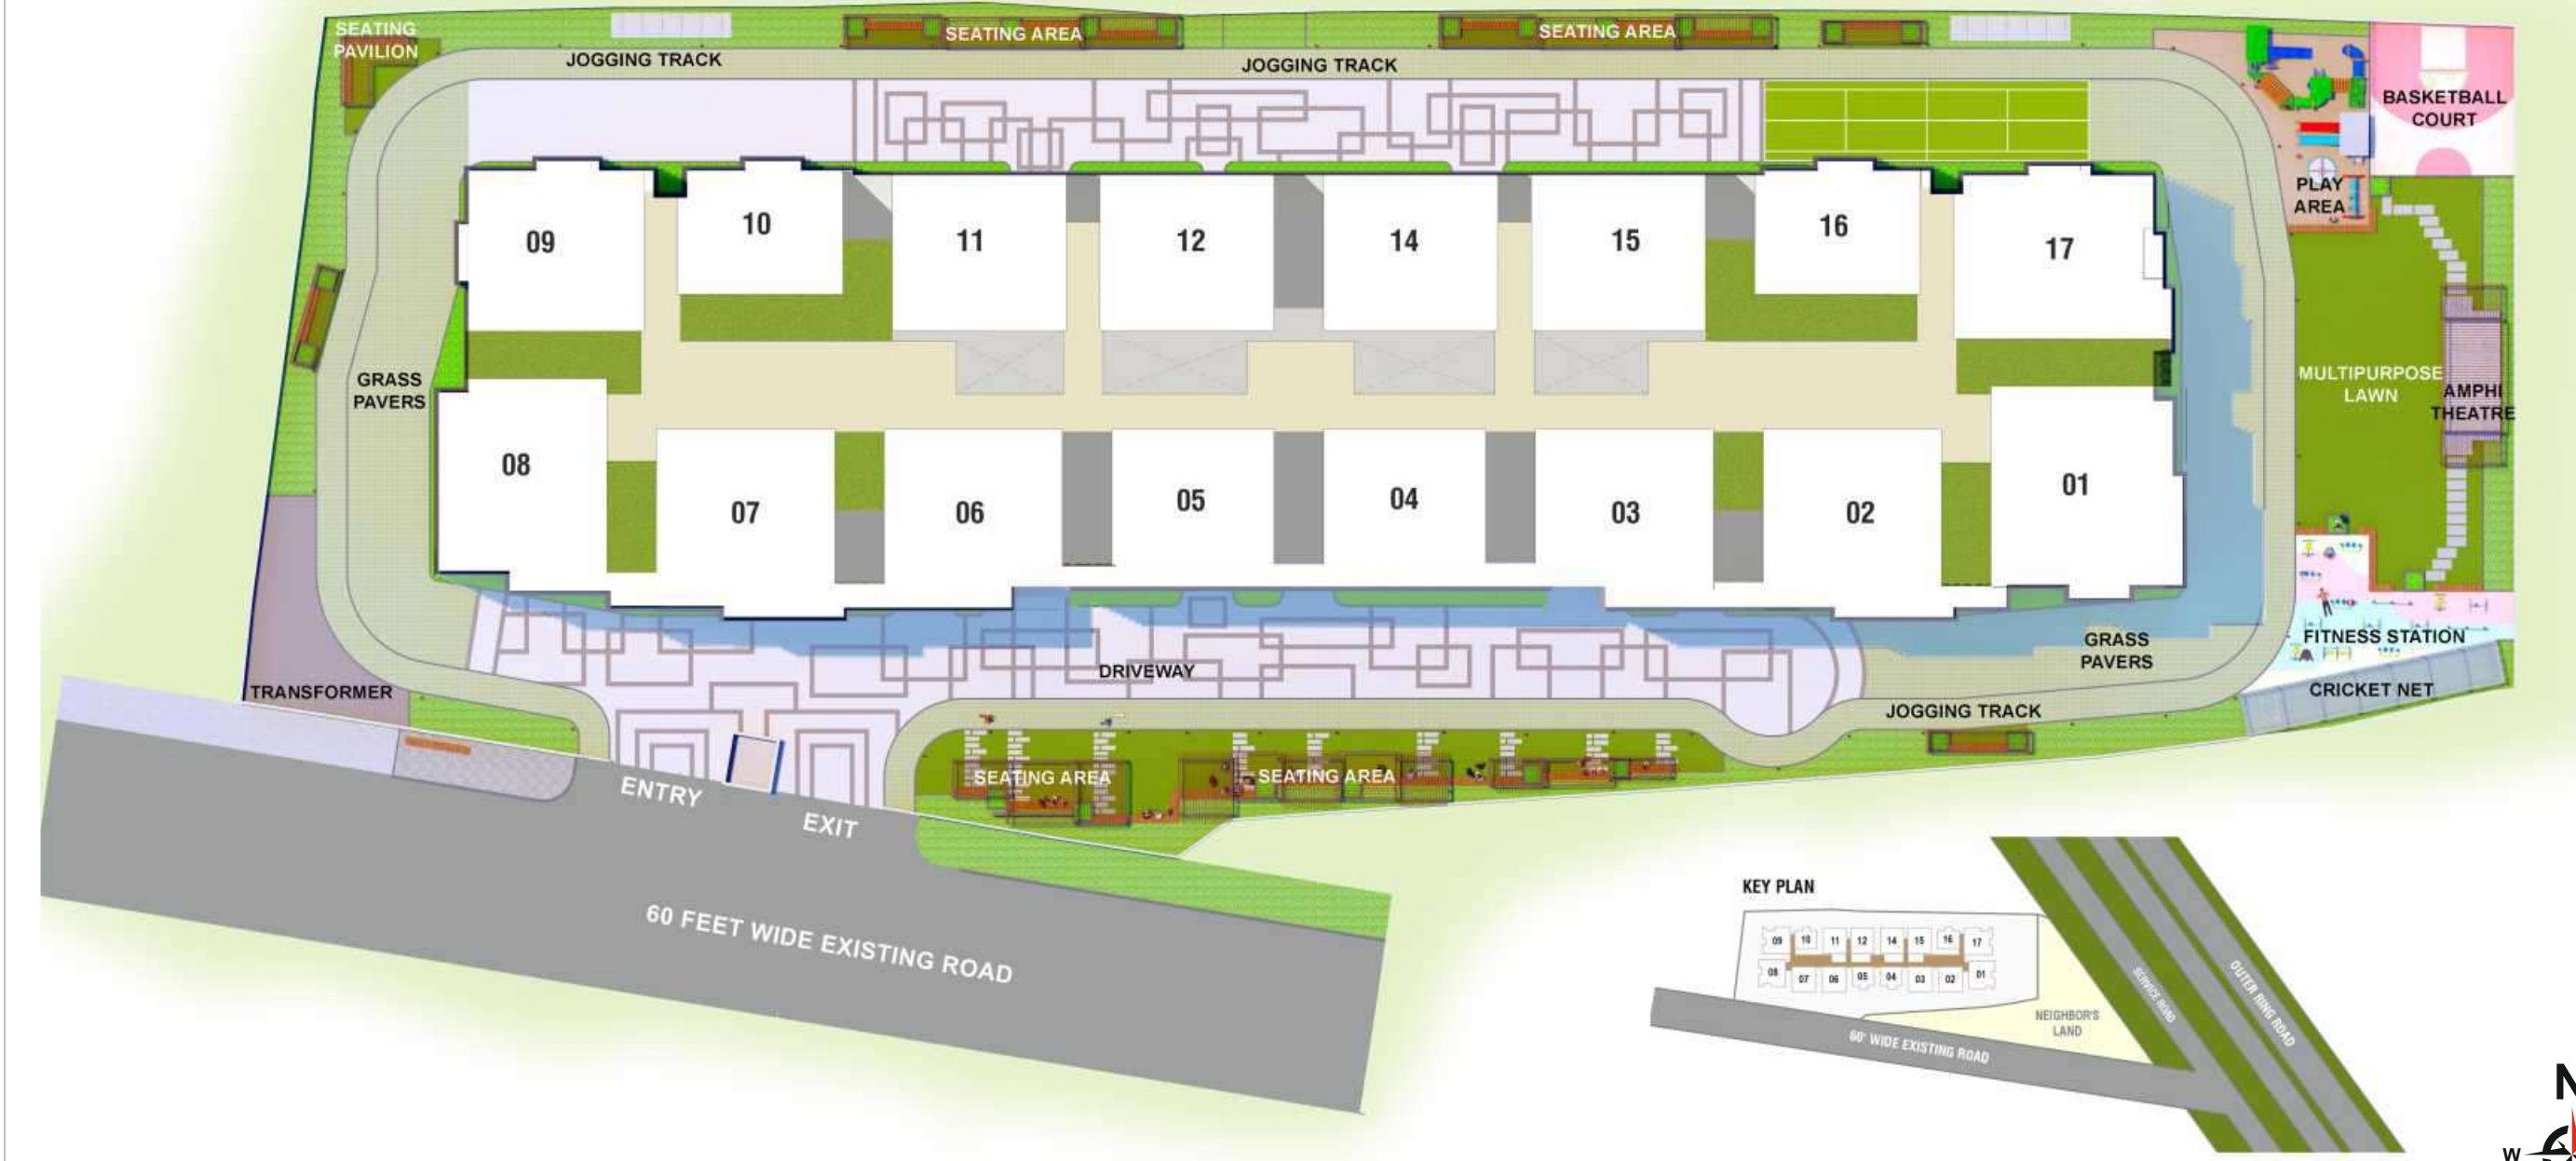 SEATING
PAVILION
JOGGING TRACK
SEATING AREA
JOGGING TRACK
SEATING AREA
BASKETBALL
COURT
PLAY
AREA
09
10
11
12
14
15
16
17
GRASS
PAVERS
MULTIPURPOSE
LAWN
AMPHI
THEATRE
08
07
06
05
04
03
02
01
TRANSFORMER
DRIVEWAY
GRASS
PAVERS
FITNESS STATION
CRICKET NET
JOGGING TRACK
SEATING AREA
SEATING AREA
ENTRY
EXIT
60 FEET WIDE EXISTING ROAD
KEY PLAN
09
10
11
12
14
15
16
17
08
07
06
05
04
03
02
01
NEIGHBOR'S
LAND
60' WIDE EXISTING ROAD
SERVICE ROAD
OUTER RING ROAD
N
W